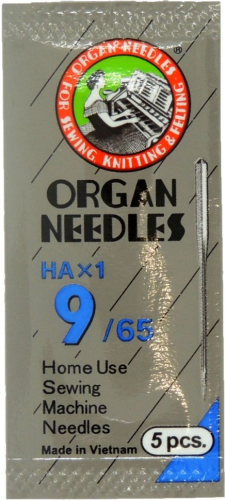 ORGAN NEEDLES
FOR SEWING, KNITTING & FELTING
®
ORGAN
NEEDLES
HA×1
9/65
Home Use
Sewing
Machine
Needles
Made in Vietnam
5 pcs.